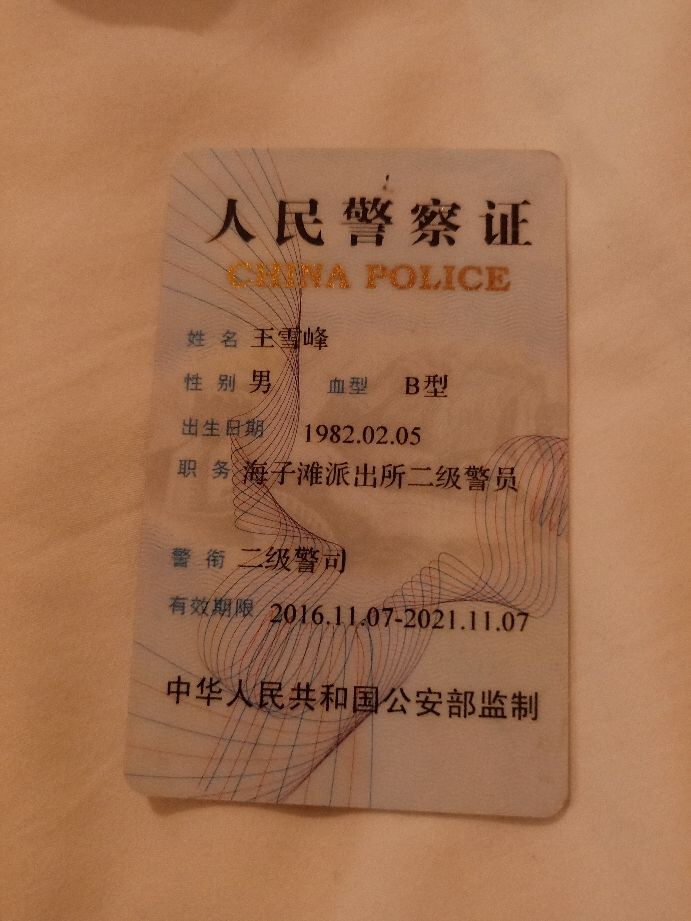 人民警察证
CHINA POLICE
姓名 王雪峰
性别 男 血型 B型
出生日期 1982.02.05
职务 海子滩派出所二级警员
警衔 二级警司
有效期限 2016.11.07-2021.11.07
中华人民共和国公安部监制